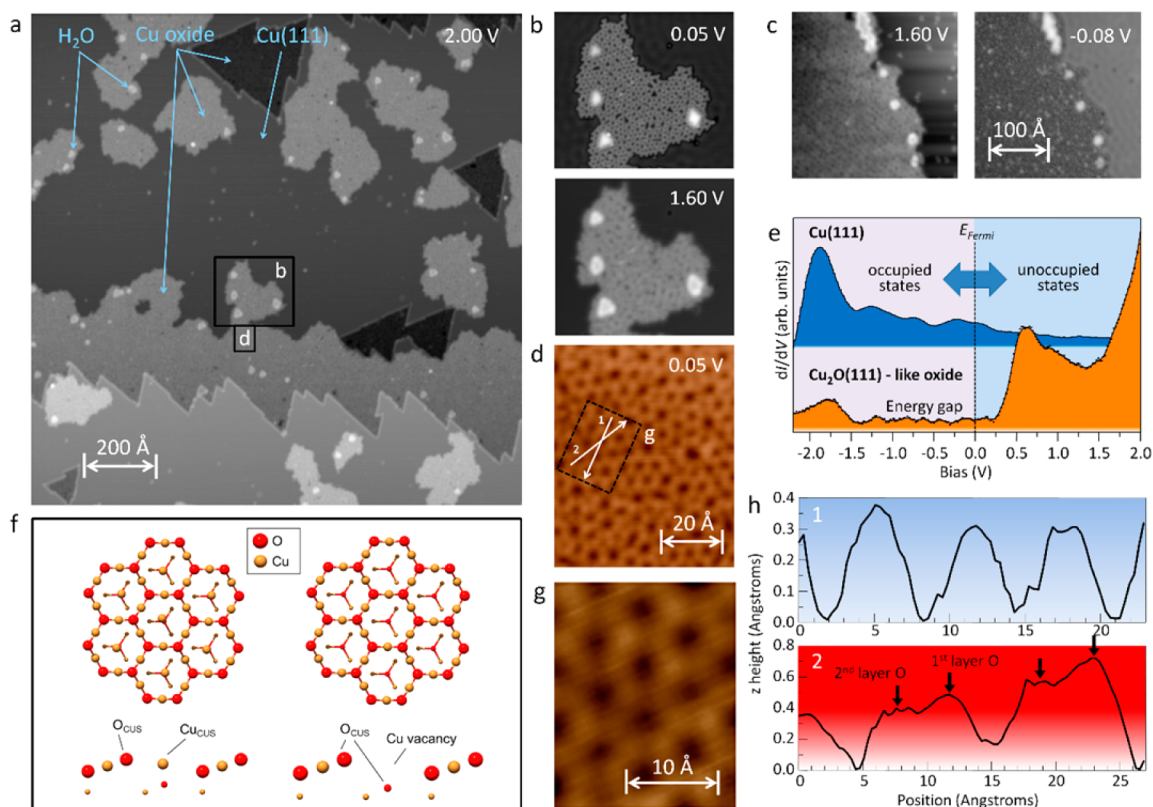 a
H₂O
Cu oxide
Cu(111)
2.00 V
b
d
200 Å
b
0.05 V
1.60 V
c
1.60 V
-0.08 V
100 Å
d
0.05 V
1
2
g
20 Å
e
Cu(111)
E_Fermi
occupied
states
unoccupied
states
Cu₂O(111) - like oxide
Energy gap
dI/dV (arb. units)
-2.0 -1.5 -1.0 -0.5 0.0 0.5 1.0 1.5 2.0
Bias (V)
f
O
Cu
O_CUS
Cu_CUS
O_CUS
Cu vacancy
g
10 Å
h
1
0.4
0.3
0.2
0.1
0.0
0 5 10 15 20
z height (Angstroms)
2
2nd layer O
1st layer O
0.8
0.6
0.4
0.2
0.0
0 5 10 15 20 25
Position (Angstroms)